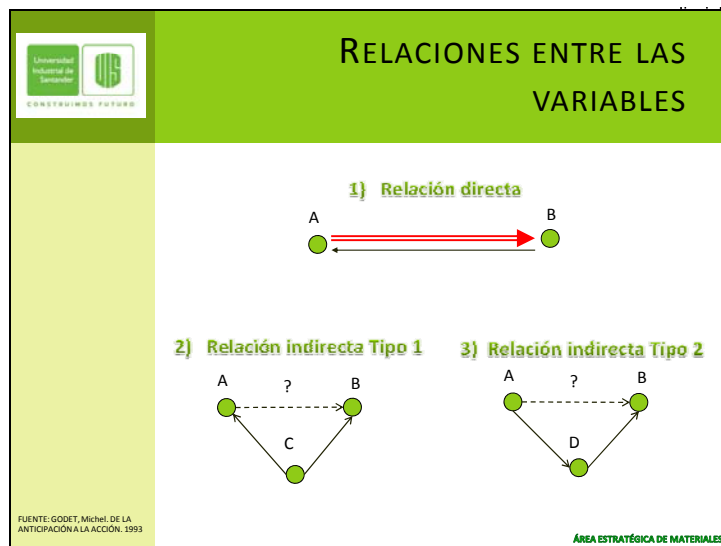 Universidad
Industrial de
Santander
UIS
CONSTRUIMOS FUTURO
RELACIONES ENTRE LAS
VARIABLES
1) Relación directa
A
B
2) Relación indirecta Tipo 1
A
?
B
C
3) Relación indirecta Tipo 2
A
?
B
D
FUENTE: GODET, Michel. DE LA
ANTICIPACIÓN A LA ACCIÓN. 1993
ÁREA ESTRATÉGICA DE MATERIALES